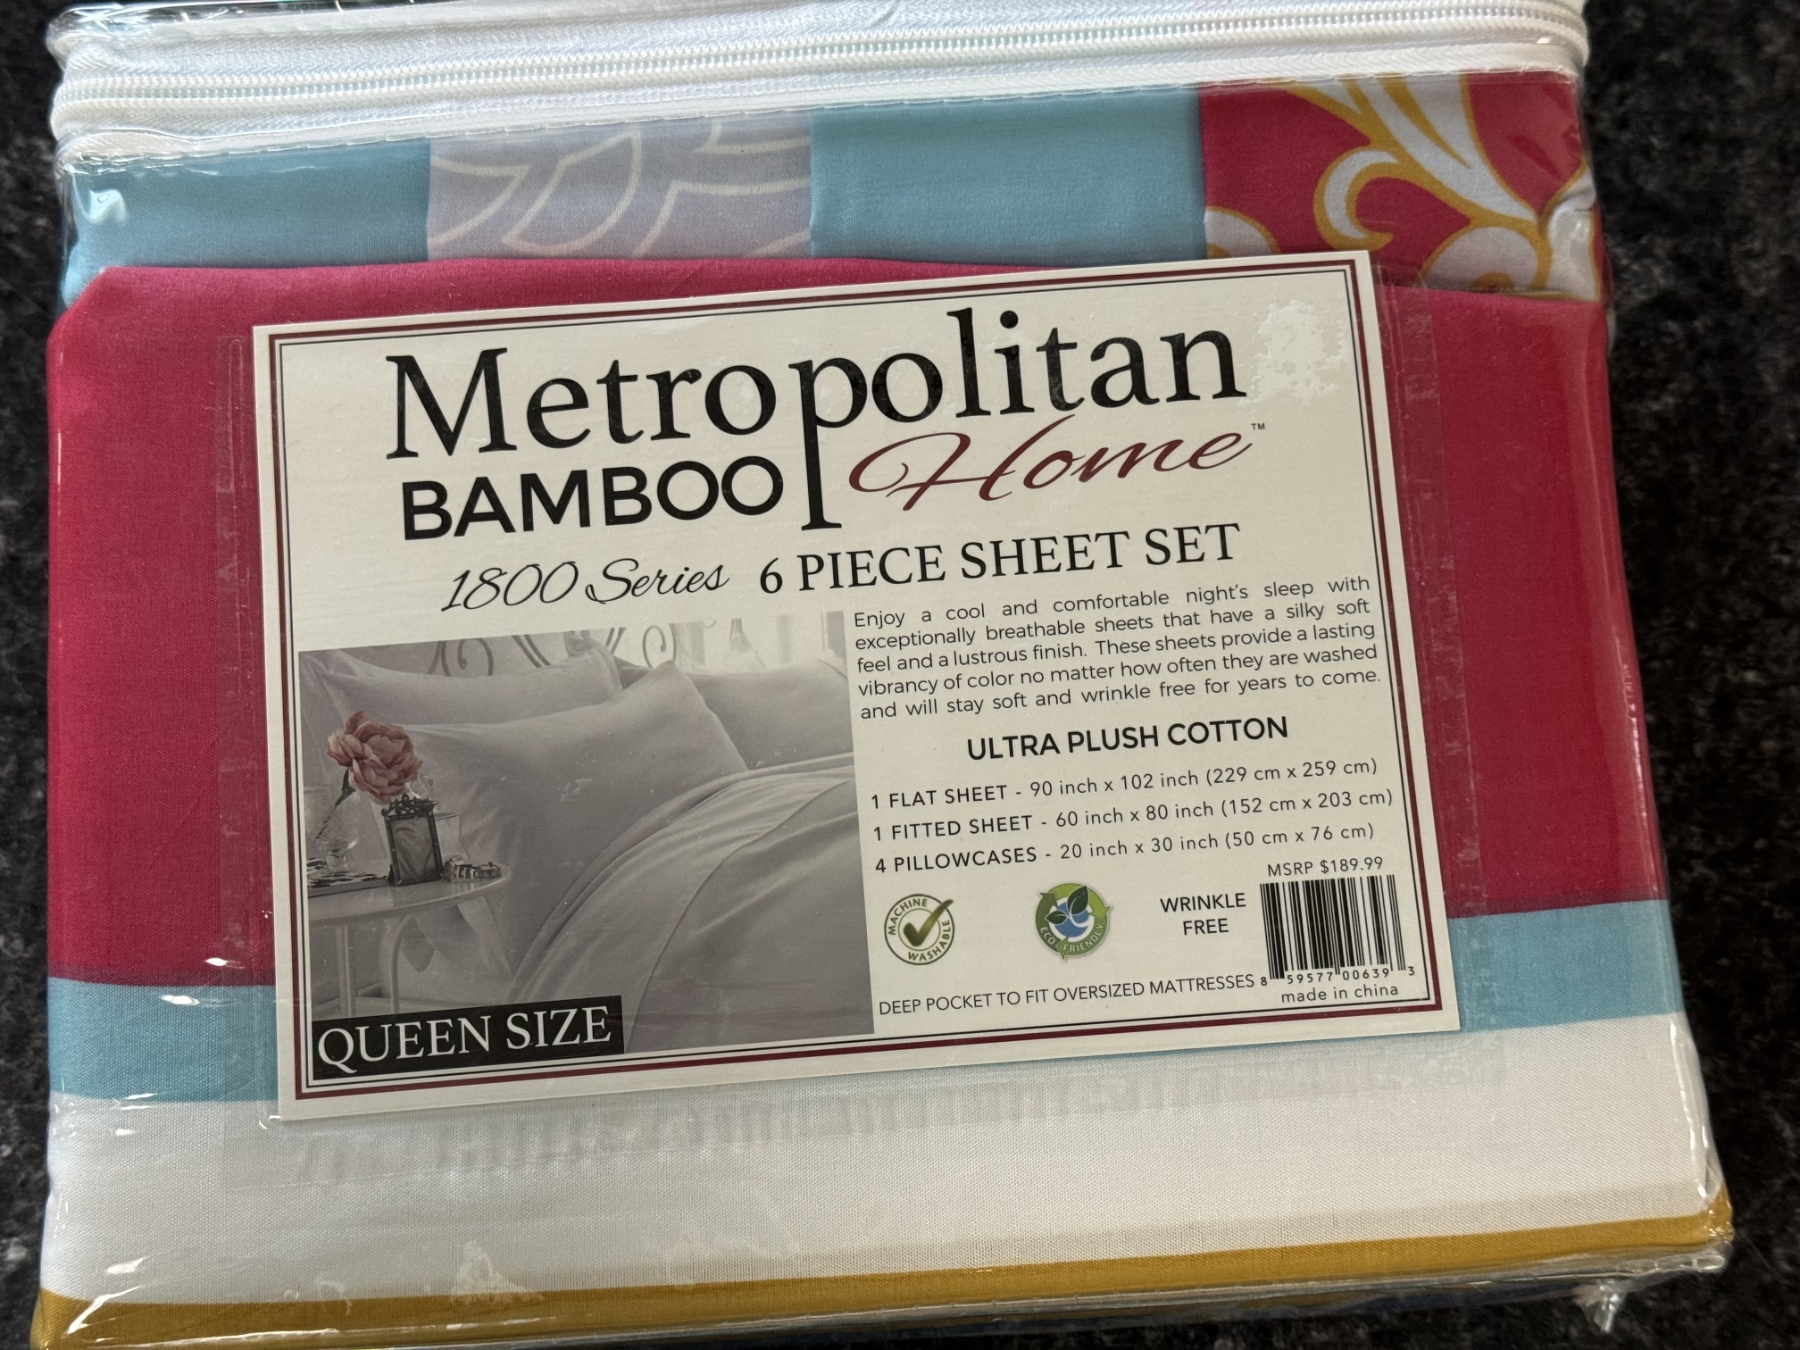 Metropolitan
BAMBOO Home™
1800 Series 6 PIECE SHEET SET
Enjoy a cool and comfortable night's sleep with
exceptionally breathable sheets that have a silky soft
feel and a lustrous finish. These sheets provide a lasting
vibrancy of color no matter how often they are washed
and will stay soft and wrinkle free for years to come.
ULTRA PLUSH COTTON
1 FLAT SHEET - 90 inch x 102 inch (229 cm x 259 cm)
1 FITTED SHEET - 60 inch x 80 inch (152 cm x 203 cm)
4 PILLOWCASES - 20 inch x 30 inch (50 cm x 76 cm)
MSRP $189.99
MACHINE WASHABLE
ECO FRIENDLY
WRINKLE
FREE
DEEP POCKET TO FIT OVERSIZED MATTRESSES
8 59577 00639 3
made in china
QUEEN SIZE